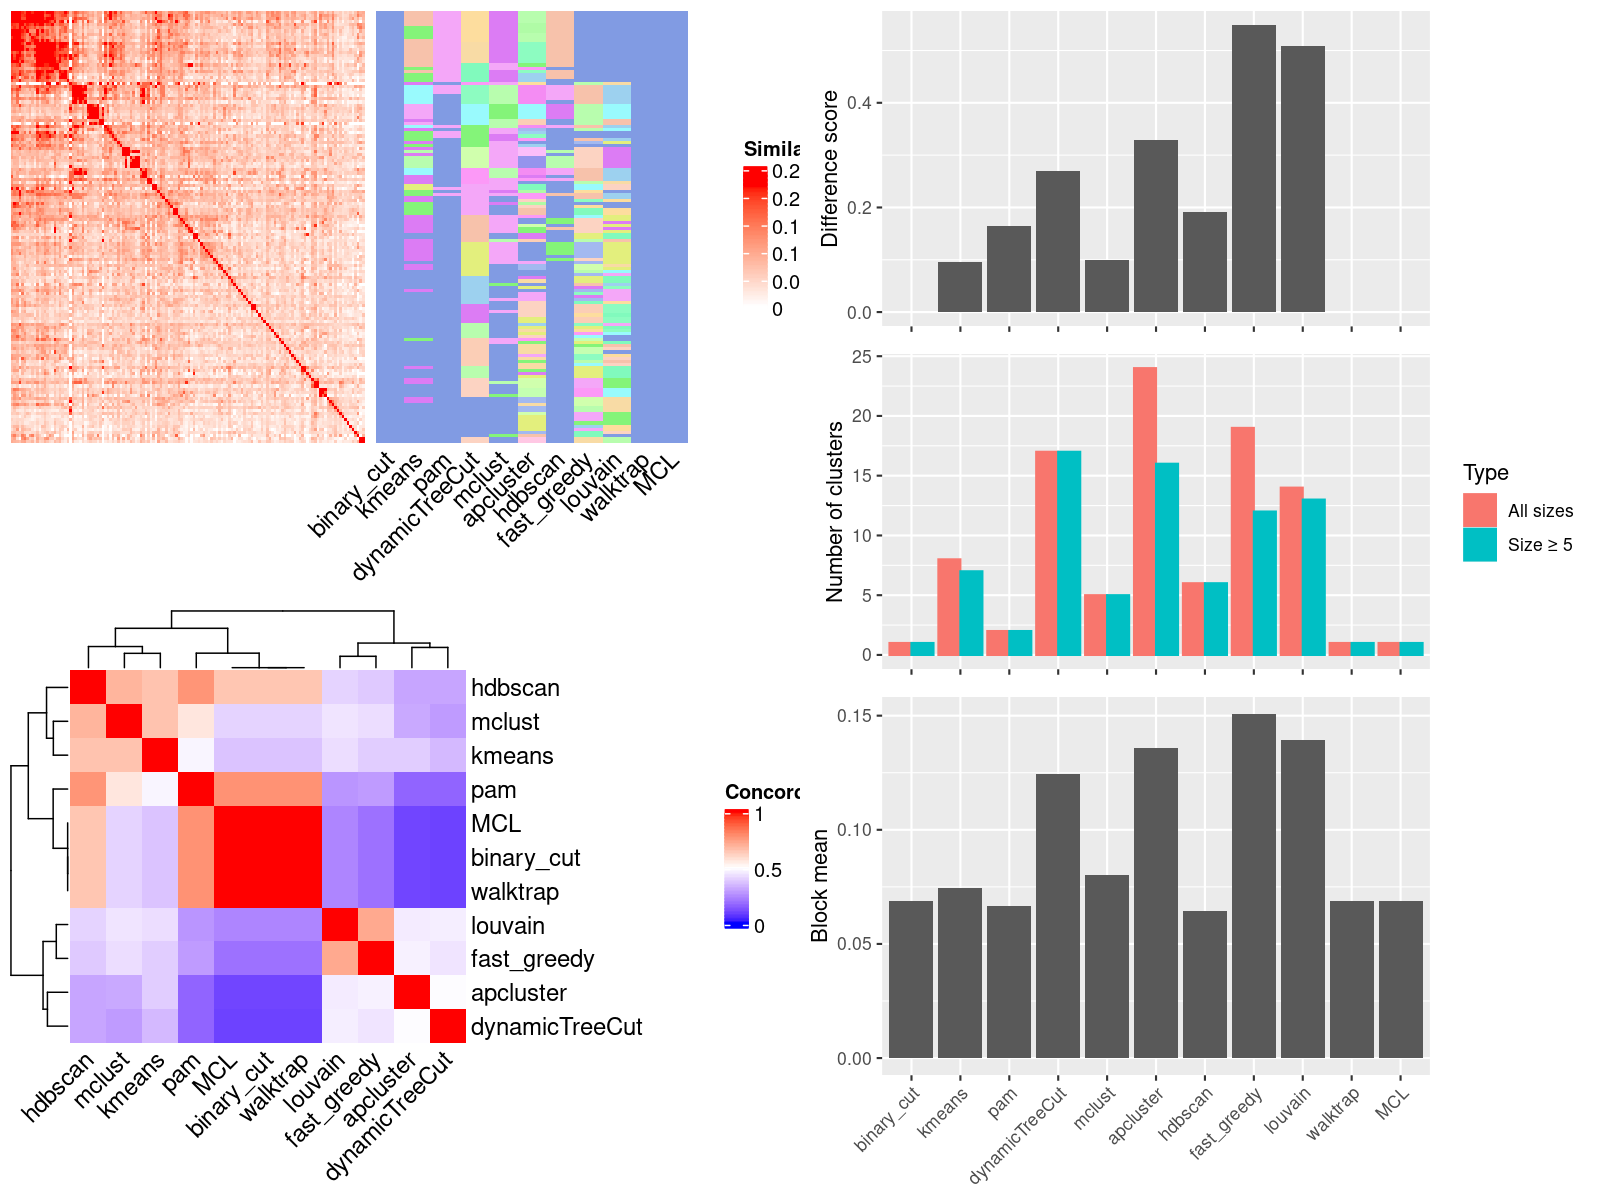 Simila
0.2
0.2
0.1
0.1
0.0
0
binary_cut
kmeans
pam
dynamicTreeCut
mclust
apcluster
hdbscan
fast_greedy
louvain
walktrap
MCL
hdbscan
mclust
kmeans
pam
MCL
binary_cut
walktrap
louvain
fast_greedy
apcluster
dynamicTreeCut
hdbscan
mclust
kmeans
pam
MCL
binary_cut
walktrap
louvain
fast_greedy
apcluster
dynamicTreeCut
Concord
1
0.5
0
Difference score
0.4
0.2
0.0
Number of clusters
25
20
15
10
5
0
Type
All sizes
Size ≥ 5
Block mean
0.15
0.10
0.05
0.00
binary_cut
kmeans
pam
dynamicTreeCut
mclust
apcluster
hdbscan
fast_greedy
louvain
walktrap
MCL